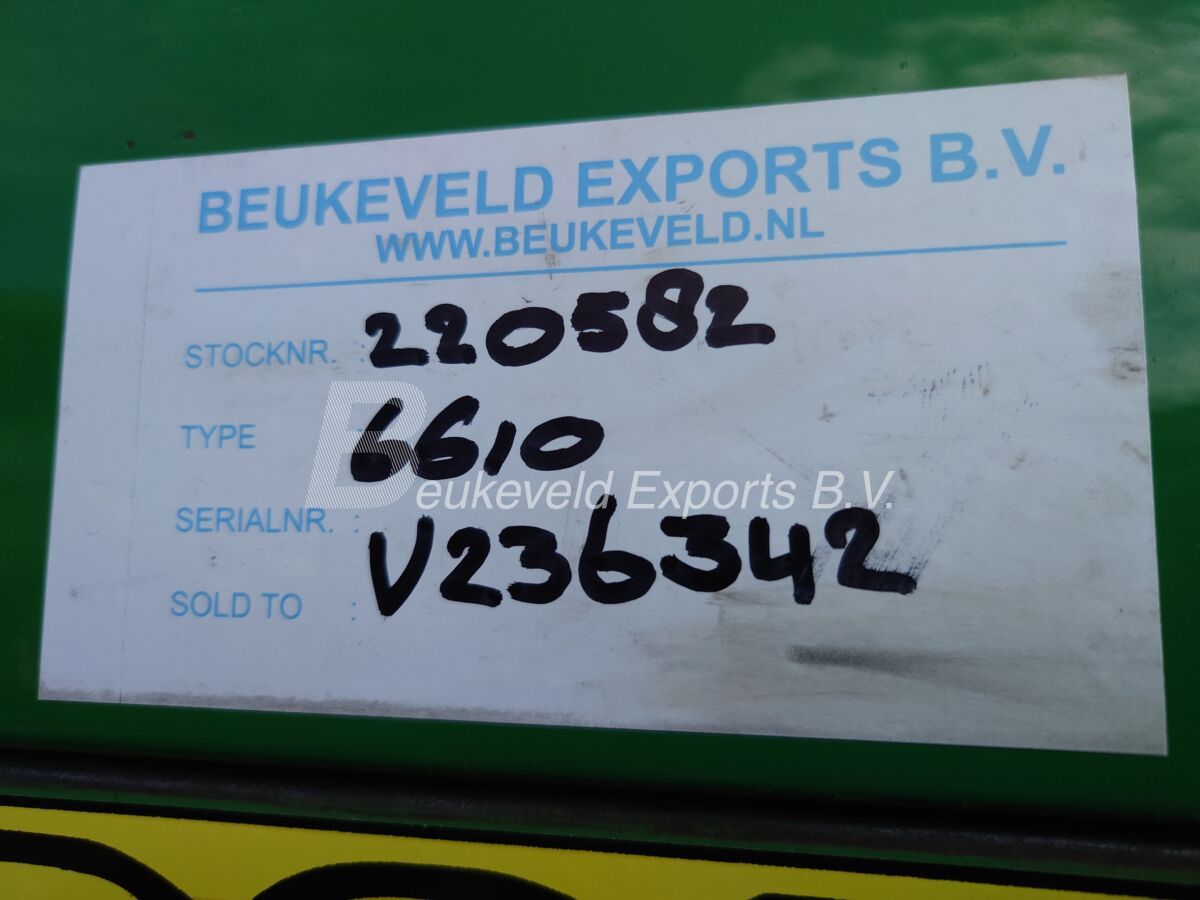 BEUKEVELD EXPORTS B.V.
WWW.BEUKEVELD.NL
STOCKNR. : 220582
TYPE : 6610
Beukeveld Exports B.V.
SERIALNR. : V236342
SOLD TO :